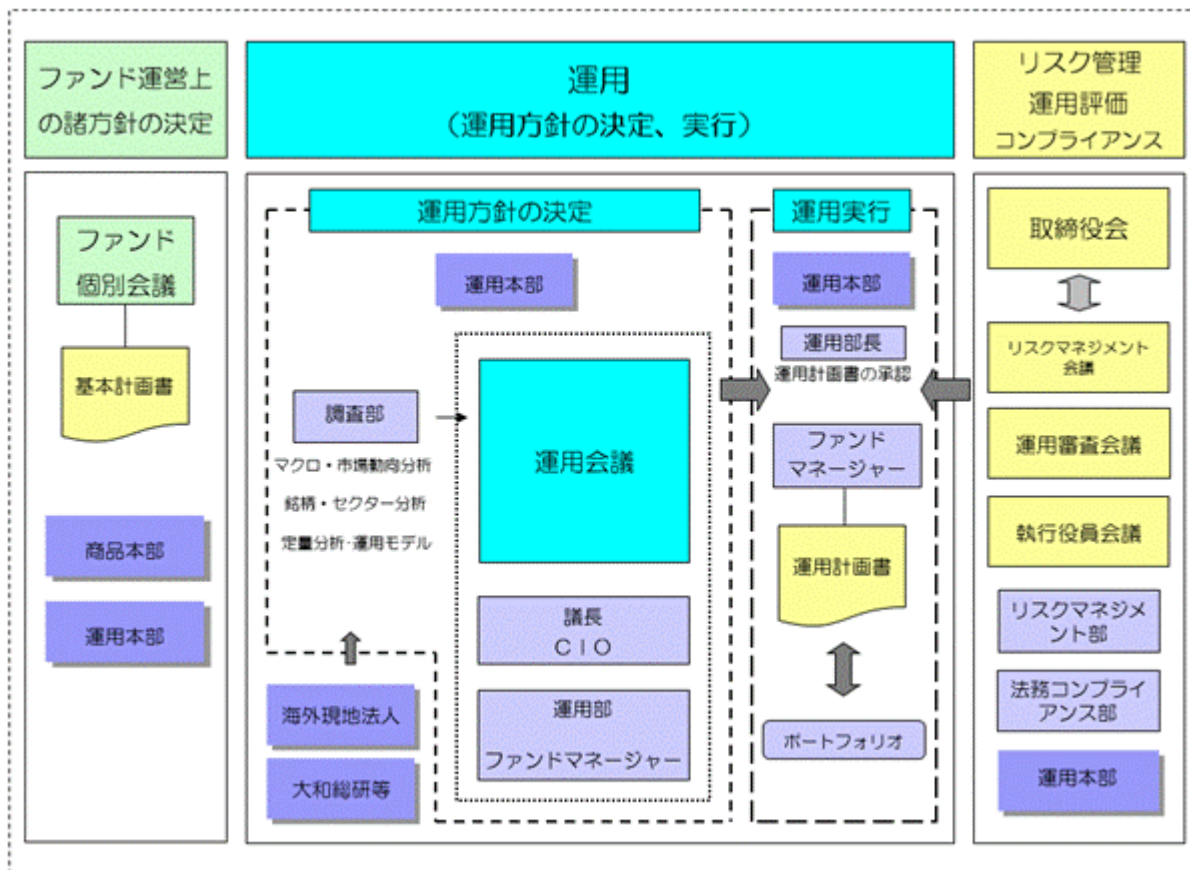 ファンド運営上
の諸方針の決定
運用
（運用方針の決定、実行）
リスク管理
運用評価
コンプライアンス
ファンド
個別会議
基本計画書
商品本部
運用本部
運用方針の決定
運用本部
調査部
マクロ・市場動向分析
銘柄・セクター分析
定量分析・運用モデル
運用会議
議長
ＣＩＯ
運用部
ファンドマネージャー
海外現地法人
大和総研等
運用実行
運用本部
運用部長
運用計画書の承認
ファンド
マネージャー
運用計画書
ポートフォリオ
取締役会
リスクマネジメント
会議
運用審査会議
執行役員会議
リスクマネジメ
ント部
法務コンプライ
アンス部
運用本部